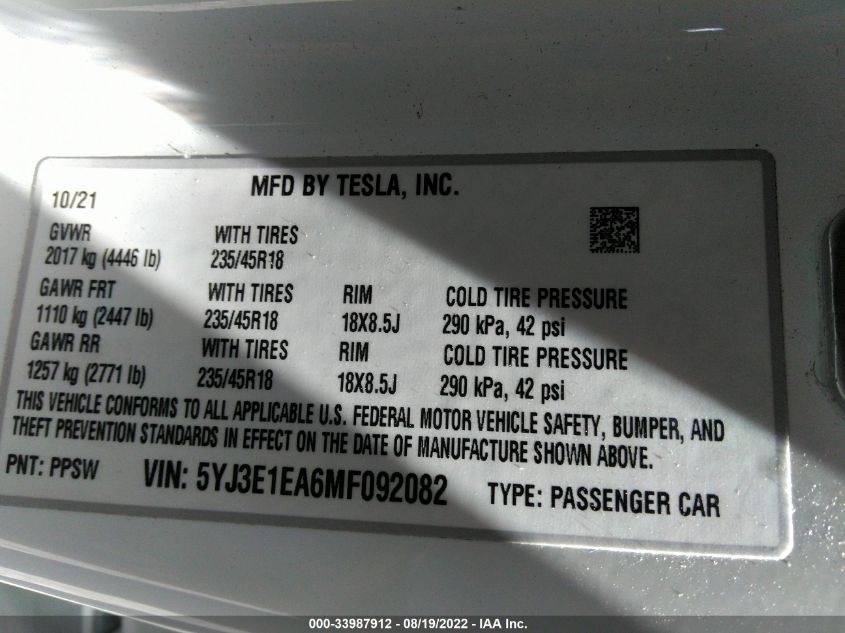 MFD BY TESLA, INC.
10/21
GVWR WITH TIRES
2017 kg (4446 lb) 235/45R18
GAWR FRT WITH TIRES RIM COLD TIRE PRESSURE
1110 kg (2447 lb) 235/45R18 18X8.5J 290 kPa, 42 psi
GAWR RR WITH TIRES RIM COLD TIRE PRESSURE
1257 kg (2771 lb) 235/45R18 18X8.5J 290 kPa, 42 psi
THIS VEHICLE CONFORMS TO ALL APPLICABLE U.S. FEDERAL MOTOR VEHICLE SAFETY, BUMPER, AND
THEFT PREVENTION STANDARDS IN EFFECT ON THE DATE OF MANUFACTURE SHOWN ABOVE.
PNT: PPSW VIN: 5YJ3E1EA6MF092082 TYPE: PASSENGER CAR
000-33987912 - 08/19/2022 - IAA Inc.